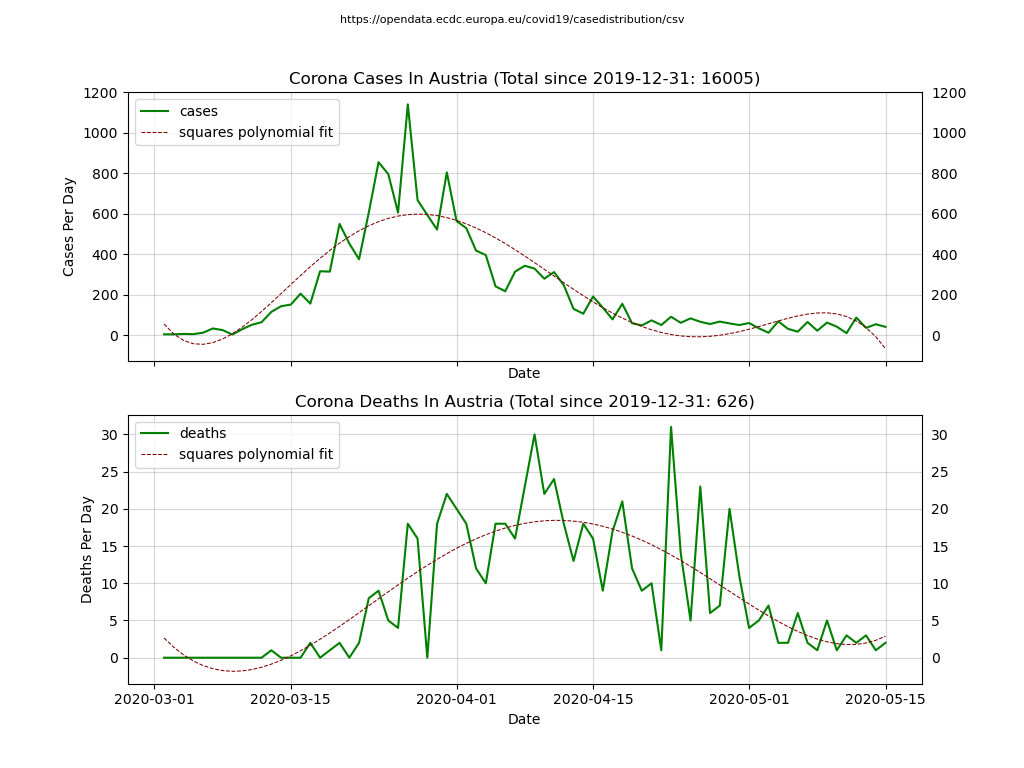 https://opendata.ecdc.europa.eu/covid19/casedistribution/csv
Corona Cases In Austria (Total since 2019-12-31: 16005)
cases
squares polynomial fit
Cases Per Day
1200 1200
1000 1000
800 800
600 600
400 400
200 200
0 0
Date
Corona Deaths In Austria (Total since 2019-12-31: 626)
deaths
squares polynomial fit
Deaths Per Day
30 30
25 25
20 20
15 15
10 10
5 5
0 0
2020-03-01 2020-03-15 2020-04-01 2020-04-15 2020-05-01 2020-05-15
Date